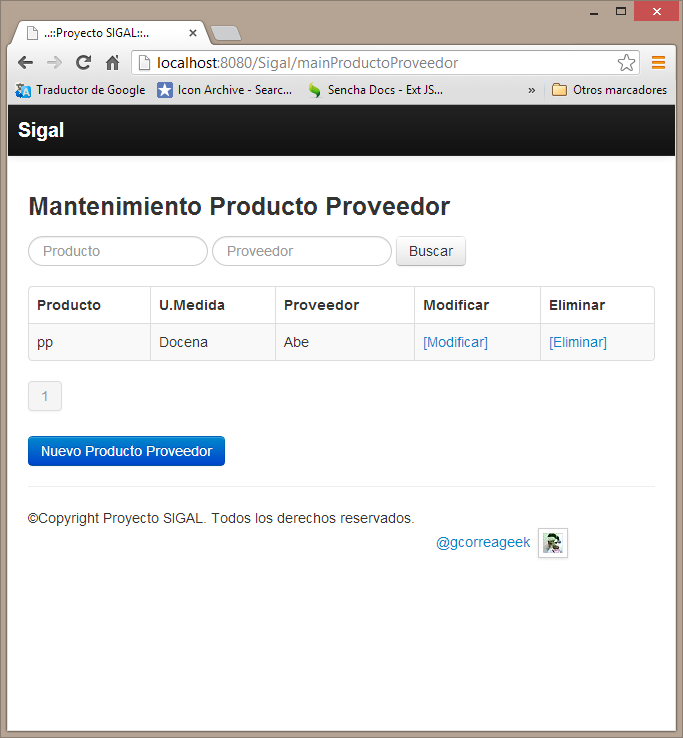 ..::Proyecto SIGAL::..
localhost:8080/Sigal/mainProductoProveedor
Traductor de Google Icon Archive - Searc... Sencha Docs - Ext JS... » Otros marcadores
Sigal
Mantenimiento Producto Proveedor
Producto Proveedor Buscar
Producto U.Medida Proveedor Modificar Eliminar
pp Docena Abe [Modificar] [Eliminar]
1
Nuevo Producto Proveedor
©Copyright Proyecto SIGAL. Todos los derechos reservados.
@gcorreageek